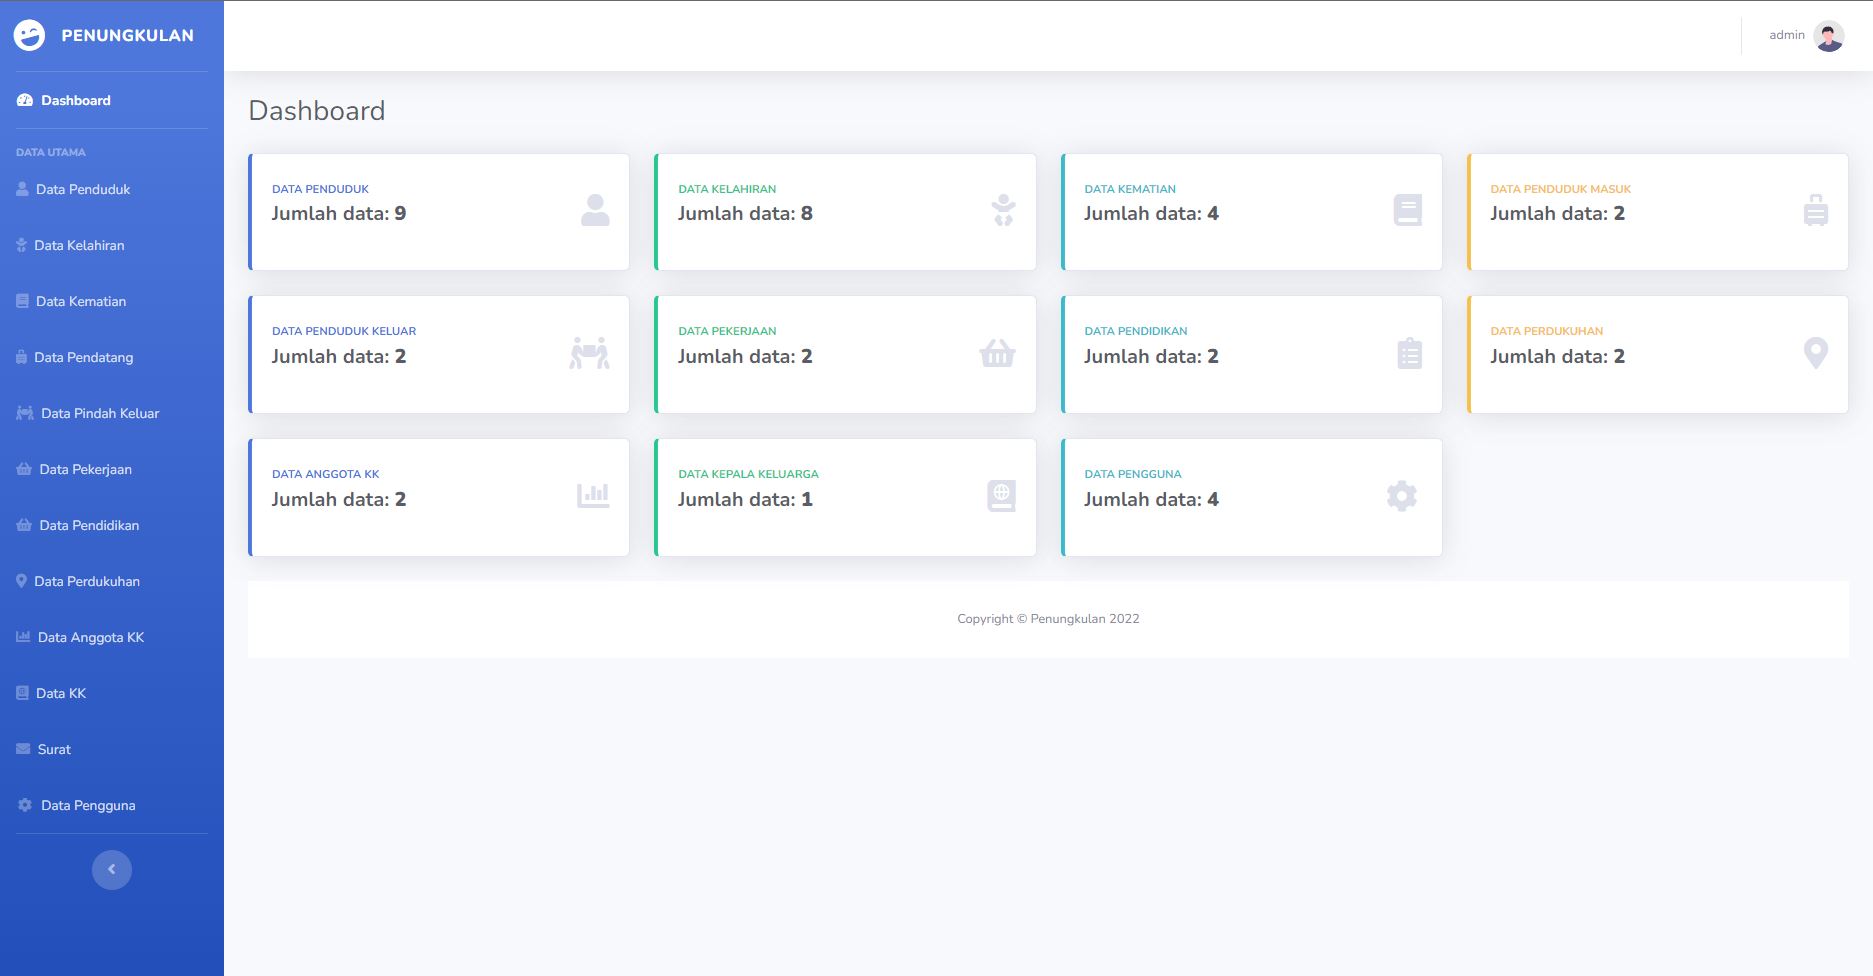 PENUNGKULAN
admin
Dashboard
DATA UTAMA
Data Penduduk
Data Kelahiran
Data Kematian
Data Pendatang
Data Pindah Keluar
Data Pekerjaan
Data Pendidikan
Data Perdukuhan
Data Anggota KK
Data KK
Surat
Data Pengguna
Dashboard
DATA PENDUDUK
Jumlah data: 9
DATA KELAHIRAN
Jumlah data: 8
DATA KEMATIAN
Jumlah data: 4
DATA PENDUDUK MASUK
Jumlah data: 2
DATA PENDUDUK KELUAR
Jumlah data: 2
DATA PEKERJAAN
Jumlah data: 2
DATA PENDIDIKAN
Jumlah data: 2
DATA PERDUKUHAN
Jumlah data: 2
DATA ANGGOTA KK
Jumlah data: 2
DATA KEPALA KELUARGA
Jumlah data: 1
DATA PENGGUNA
Jumlah data: 4
Copyright © Penungkulan 2022